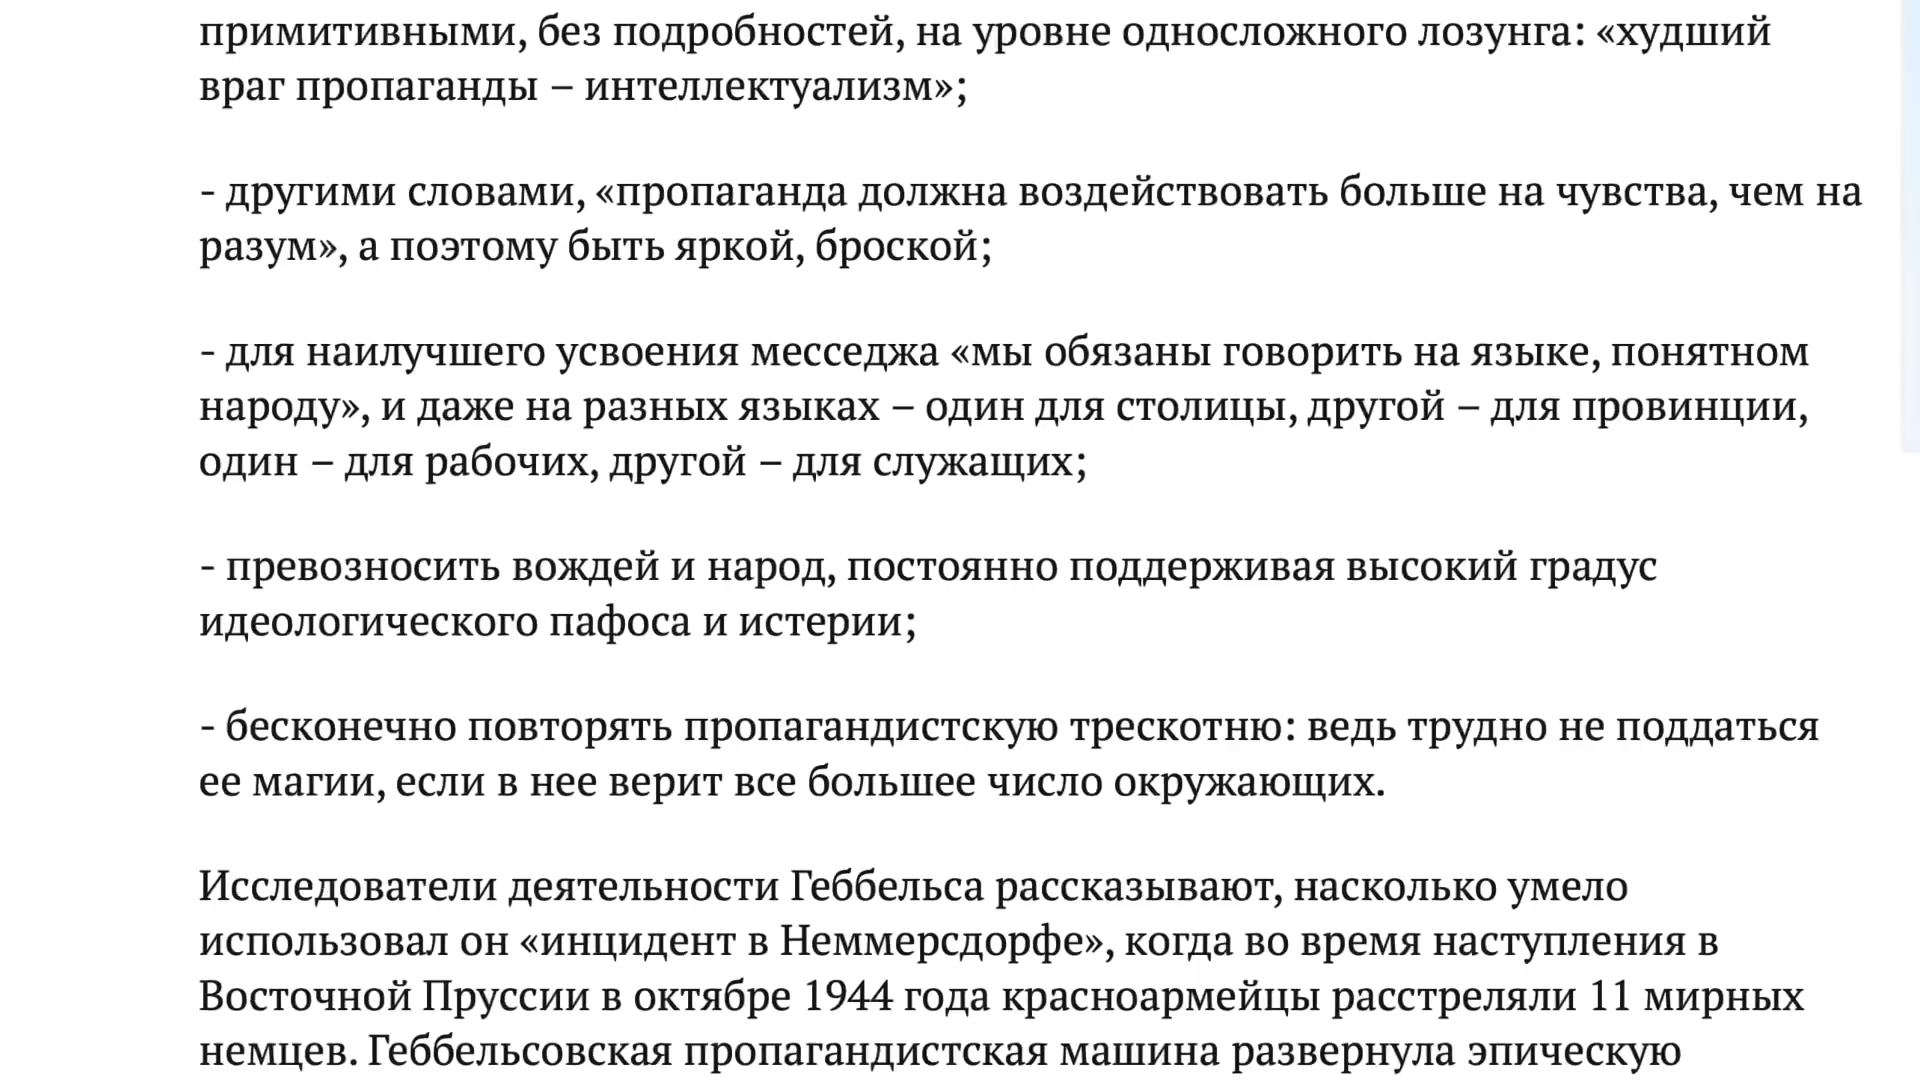 примитивными, без подробностей, на уровне односложного лозунга: «худший
враг пропаганды – интеллектуализм»;
- другими словами, «пропаганда должна воздействовать больше на чувства, чем на
разум», а поэтому быть яркой, броской;
- для наилучшего усвоения месседжа «мы обязаны говорить на языке, понятном
народу», и даже на разных языках – один для столицы, другой – для провинции,
один – для рабочих, другой – для служащих;
- превозносить вождей и народ, постоянно поддерживая высокий градус
идеологического пафоса и истерии;
- бесконечно повторять пропагандистскую трескотню: ведь трудно не поддаться
ее магии, если в нее верит все большее число окружающих.
Исследователи деятельности Геббельса рассказывают, насколько умело
использовал он «инцидент в Неммерсдорфе», когда во время наступления в
Восточной Пруссии в октябре 1944 года красноармейцы расстреляли 11 мирных
немцев. Геббельсовская пропагандистская машина развернула эпическую